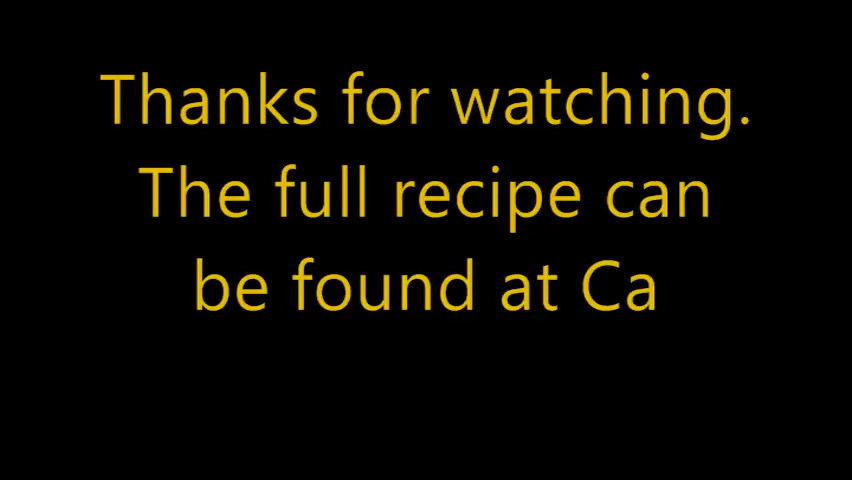 Thanks for watching.
The full recipe can
be found at Ca